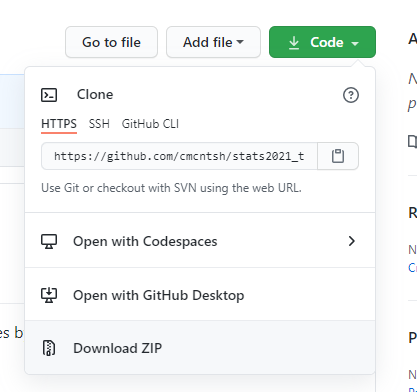 Go to file Add file Code
Clone
HTTPS SSH GitHub CLI
https://github.com/cmcntsh/stats2021_t
Use Git or checkout with SVN using the web URL.
Open with Codespaces
Open with GitHub Desktop
es b
Download ZIP
A
N
p
R
N
C
P
N